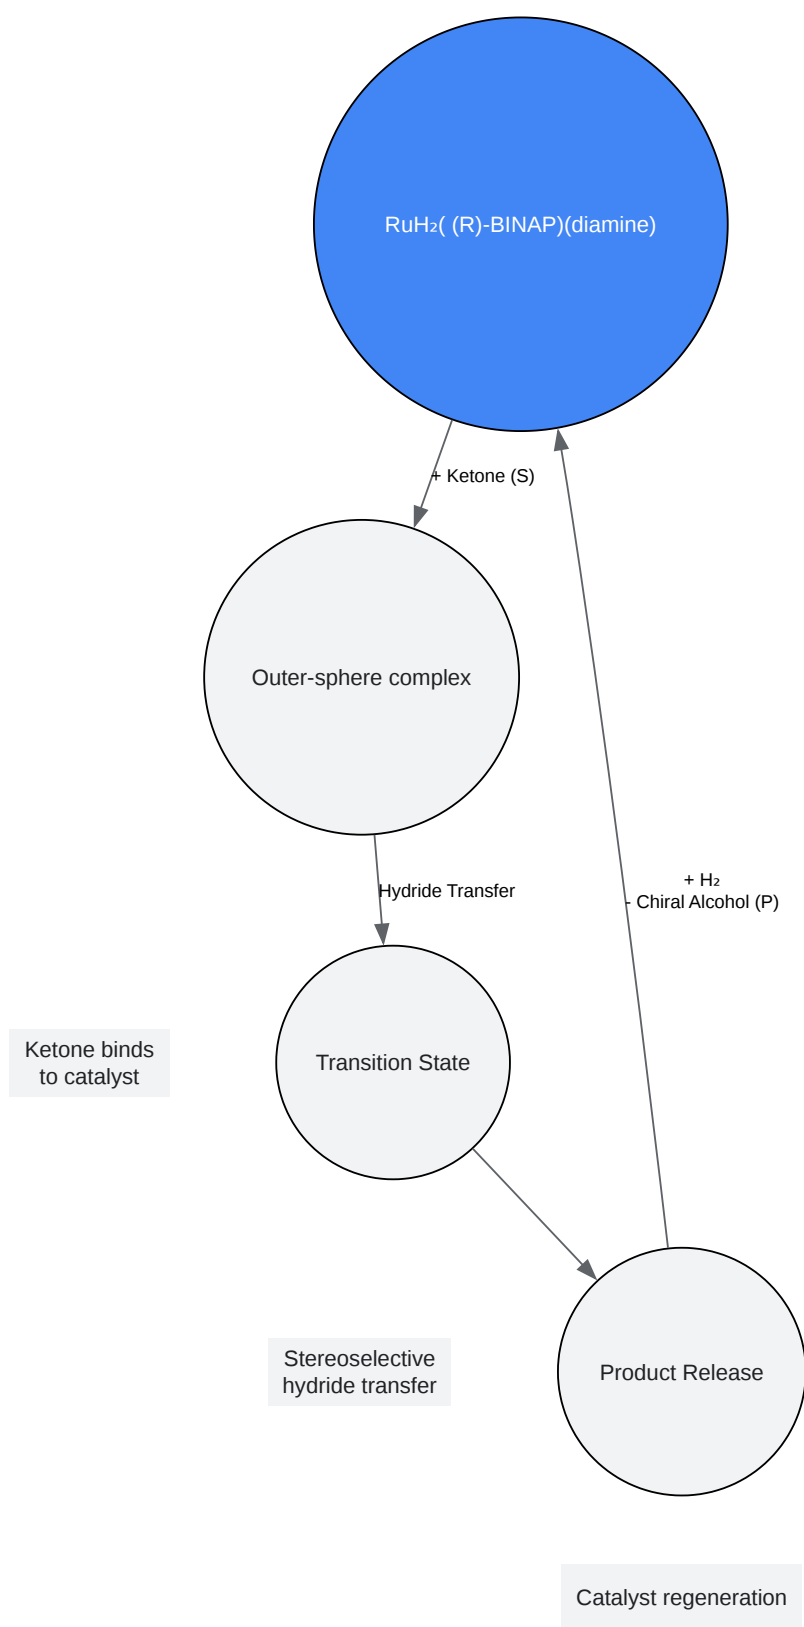 RuH₂( (R)-BINAP)(diamine)
+ Ketone (S)
Outer-sphere complex
Hydride Transfer
+ H₂
- Chiral Alcohol (P)
Ketone binds
to catalyst
Transition State
Stereoselective
hydride transfer
Product Release
Catalyst regeneration